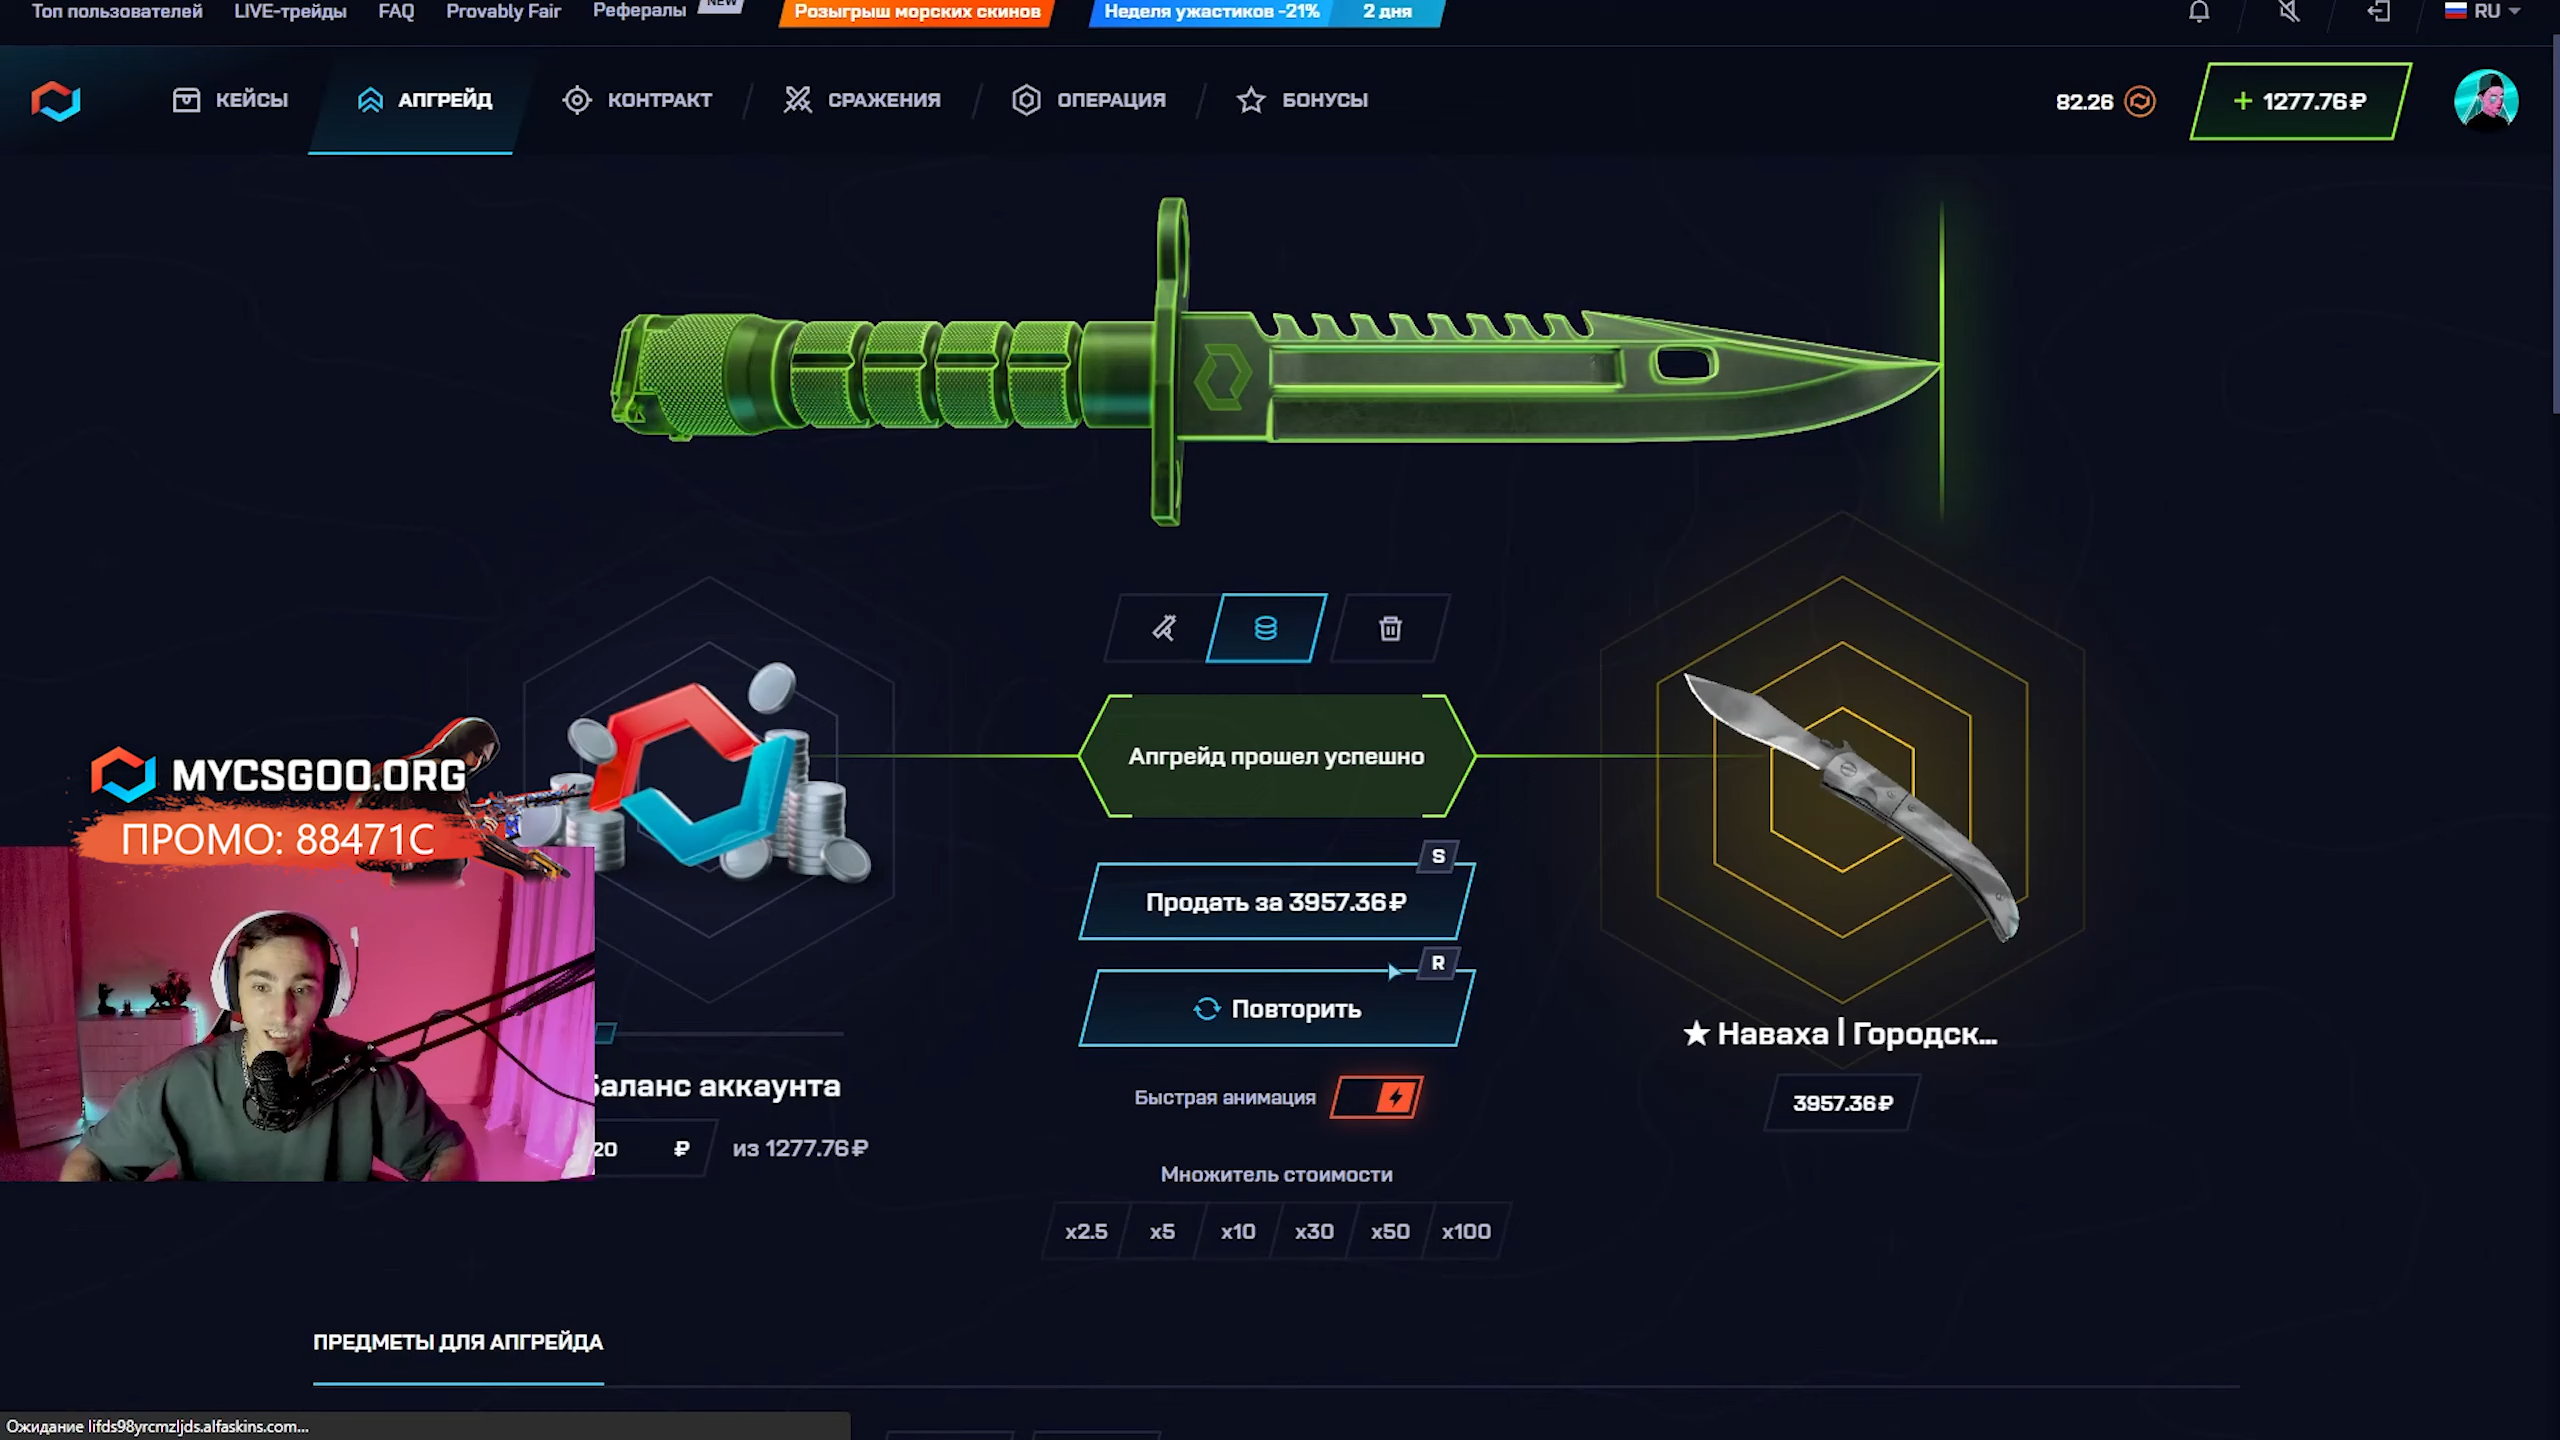 Топ пользователей LIVE-трейды FAQ Provably Fair Рефералы NEW Розыгрыш морских скинов Неделя ужастиков -21% 2 дня RU
КЕЙСЫ АПГРЕЙД КОНТРАКТ СРАЖЕНИЯ ОПЕРАЦИЯ БОНУСЫ 82.26 + 1277.76₽
MYCSGOO.ORG
ПРОМО: 88471C
Апгрейд прошел успешно
S
Продать за 3957.36₽
R
Повторить
★ Наваха | Городск...
3957.36₽
Баланс аккаунта
20 ₽ из 1277.76₽
Быстрая анимация
Множитель стоимости
x2.5 x5 x10 x30 x50 x100
ПРЕДМЕТЫ ДЛЯ АПГРЕЙДА
Ожидание lifds98yrcmzljds.alfaskins.com...